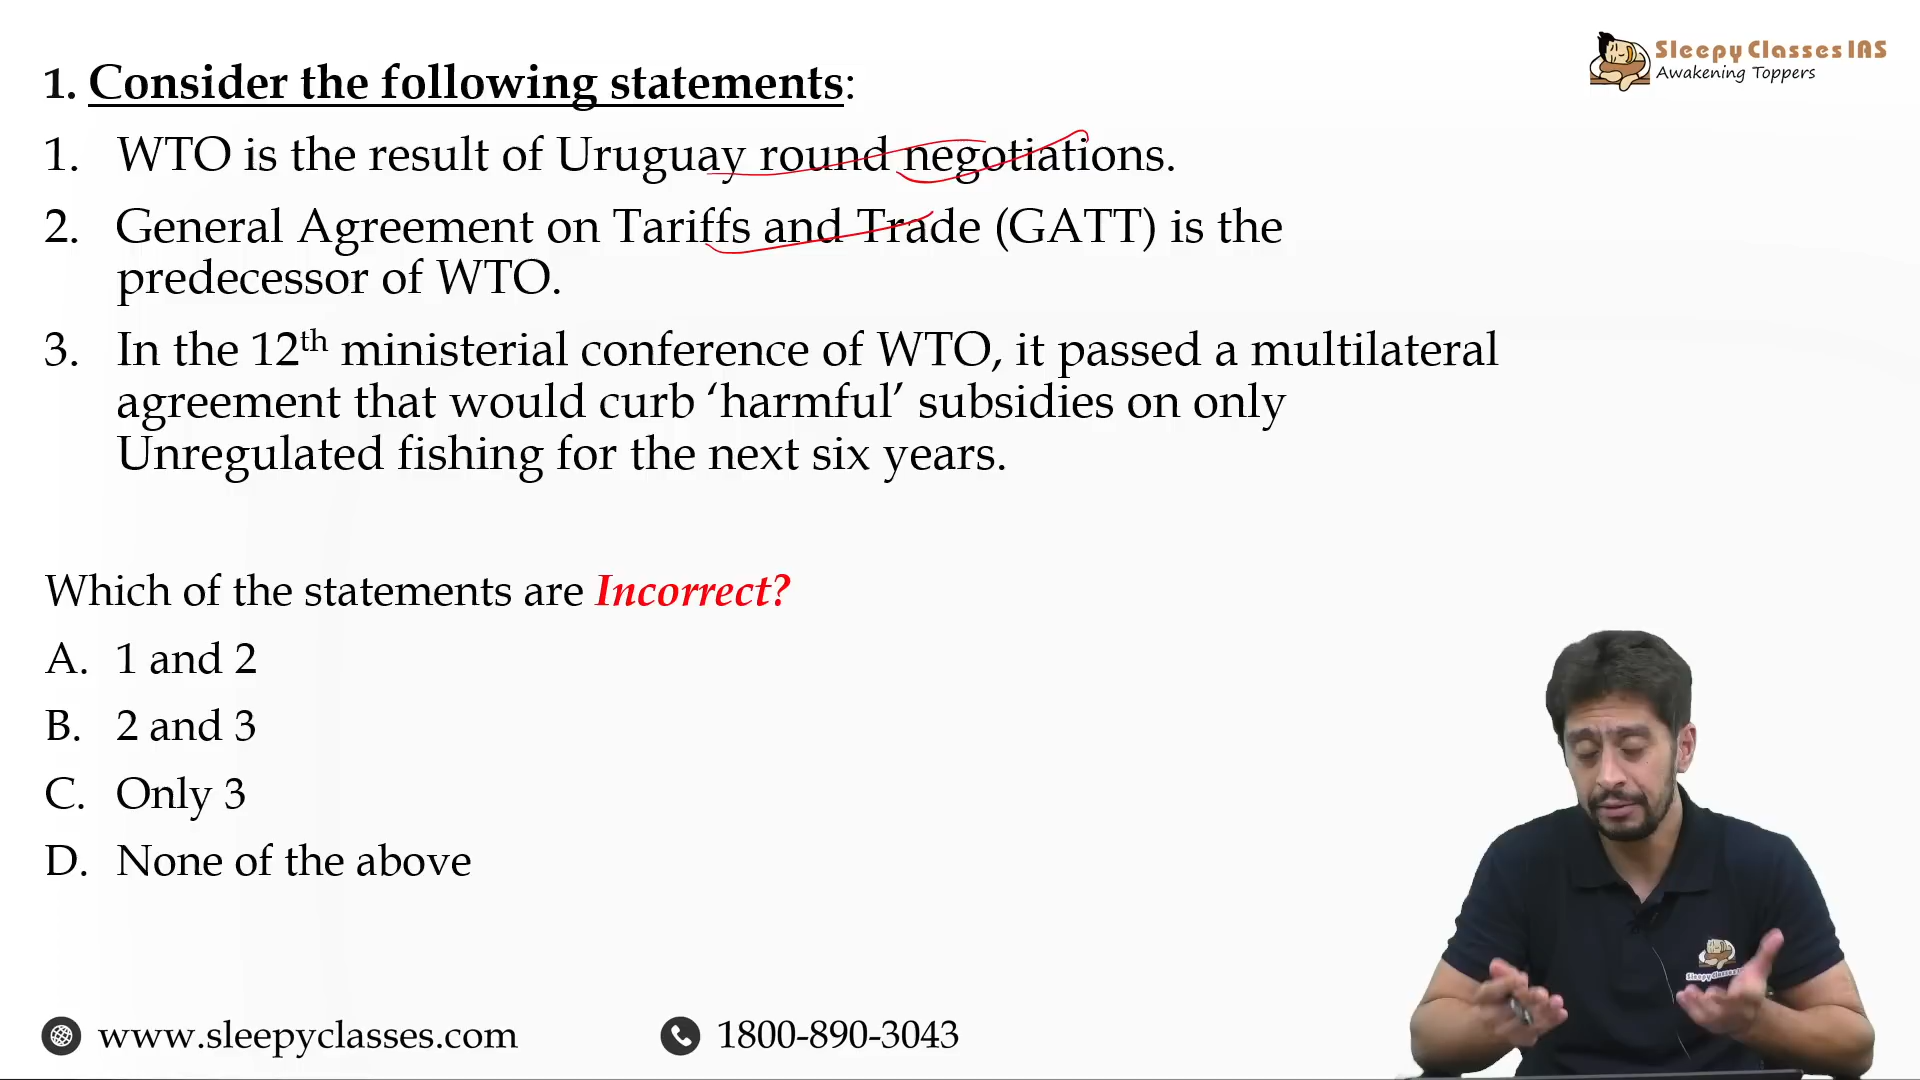 Sleepy Classes IAS
Awakening Toppers
1. Consider the following statements:
1. WTO is the result of Uruguay round negotiations.
2. General Agreement on Tariffs and Trade (GATT) is the
predecessor of WTO.
3. In the 12th ministerial conference of WTO, it passed a multilateral
agreement that would curb ‘harmful’ subsidies on only
Unregulated fishing for the next six years.
Which of the statements are Incorrect?
A. 1 and 2
B. 2 and 3
C. Only 3
D. None of the above
www.sleepyclasses.com
1800-890-3043